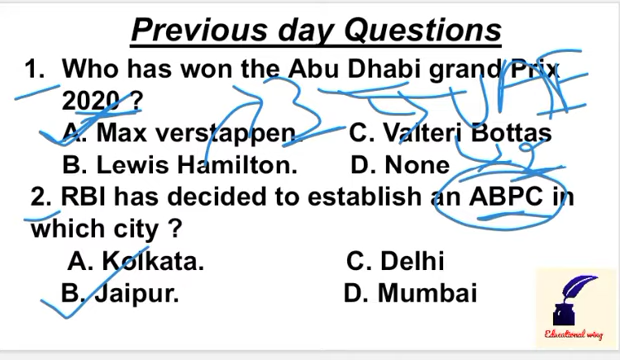 Previous day Questions
1. Who has won the Abu Dhabi grand Prix
2020 ?
A. Max verstappen. C. Valteri Bottas
B. Lewis Hamilton. D. None
2. RBI has decided to establish an ABPC in
which city ?
A. Kolkata. C. Delhi
B. Jaipur. D. Mumbai
Educational wing
UAE